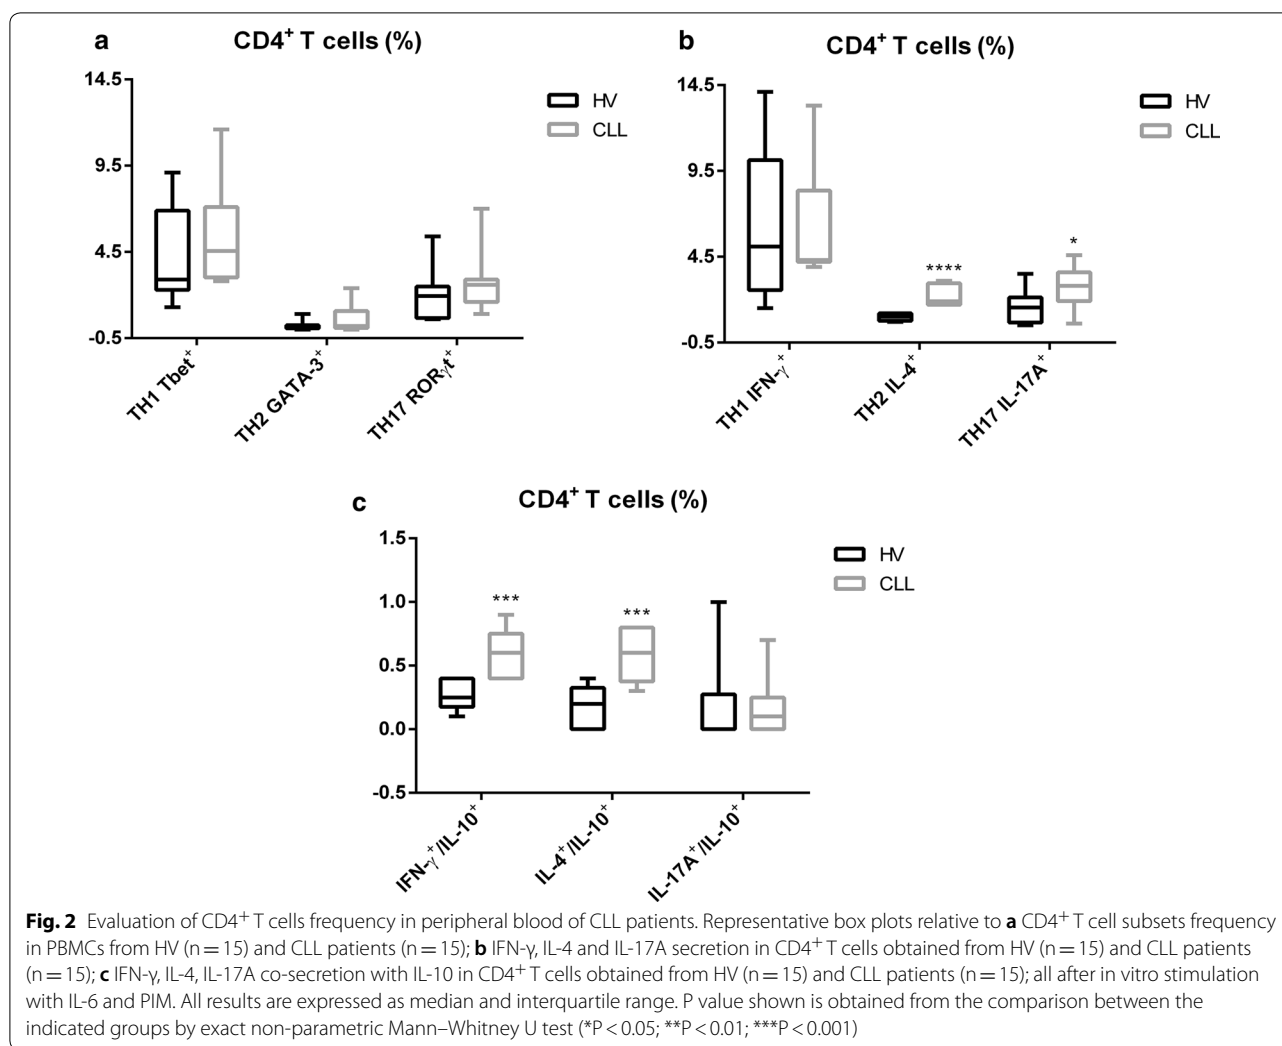 a
CD4+ T cells (%)
14.5
9.5
4.5
-0.5
HV
CLL
TH1 Tbet+
TH2 GATA-3+
TH17 RORγt+
b
CD4+ T cells (%)
14.5
9.5
4.5
-0.5
HV
CLL
****
*
TH1 IFN-γ+
TH2 IL-4+
TH17 IL-17A+
c
CD4+ T cells (%)
1.5
1.0
0.5
0.0
-0.5
HV
CLL
***
***
IFN-γ+/IL-10+
IL-4+/IL-10+
IL-17A+/IL-10+
Fig. 2 Evaluation of CD4+ T cells frequency in peripheral blood of CLL patients. Representative box plots relative to a CD4+ T cell subsets frequency
in PBMCs from HV (n = 15) and CLL patients (n = 15); b IFN-γ, IL-4 and IL-17A secretion in CD4+ T cells obtained from HV (n = 15) and CLL patients
(n = 15); c IFN-γ, IL-4, IL-17A co-secretion with IL-10 in CD4+ T cells obtained from HV (n = 15) and CLL patients (n = 15); all after in vitro stimulation
with IL-6 and PIM. All results are expressed as median and interquartile range. P value shown is obtained from the comparison between the
indicated groups by exact non-parametric Mann–Whitney U test (*P < 0.05; **P < 0.01; ***P < 0.001)